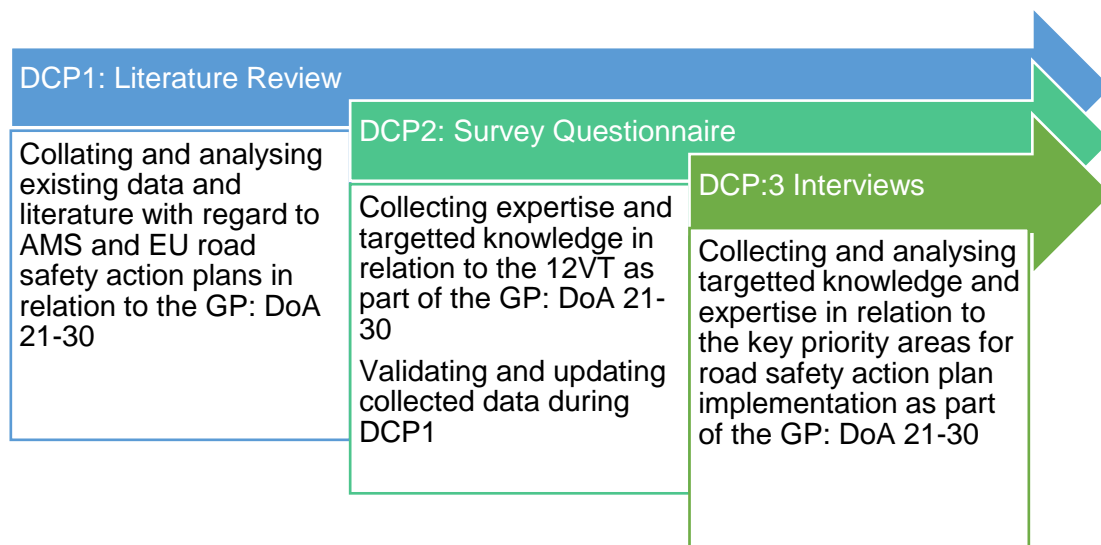 DCP1: Literature Review
Collating and analysing
existing data and
literature with regard to
AMS and EU road
safety action plans in
relation to the GP: DoA
21-30
DCP2: Survey Questionnaire
Collecting expertise and
targetted knowledge in
relation to the 12VT as
part of the GP: DoA 21-
30
Validating and updating
collected data during
DCP1
DCP:3 Interviews
Collecting and analysing
targetted knowledge and
expertise in relation to
the key priority areas for
road safety action plan
implementation as part
of the GP: DoA 21-30